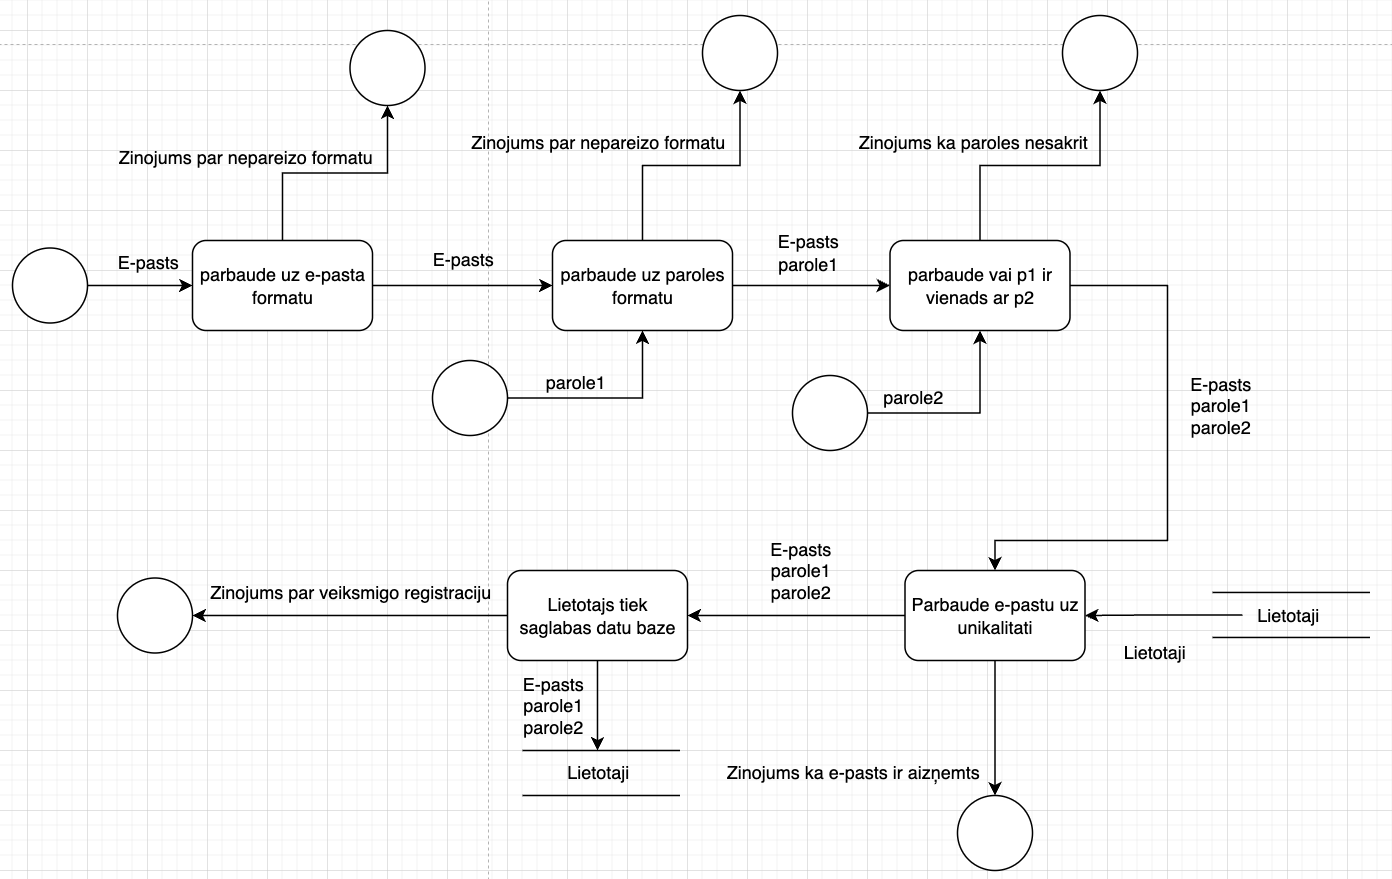 Zinojums par nepareizo formatu
Zinojums par nepareizo formatu
Zinojums ka paroles nesakrit
E-pasts
parbaude uz e-pasta
formatu
E-pasts
parbaude uz paroles
formatu
E-pasts
parole1
parbaude vai p1 ir
vienads ar p2
parole1
parole2
E-pasts
parole1
parole2
Zinojums par veiksmigo registraciju
Lietotajs tiek
saglabas datu baze
E-pasts
parole1
parole2
Parbaude e-pastu uz
unikalitati
Lietotaji
Lietotaji
E-pasts
parole1
parole2
Lietotaji
Zinojums ka e-pasts ir aizņemts